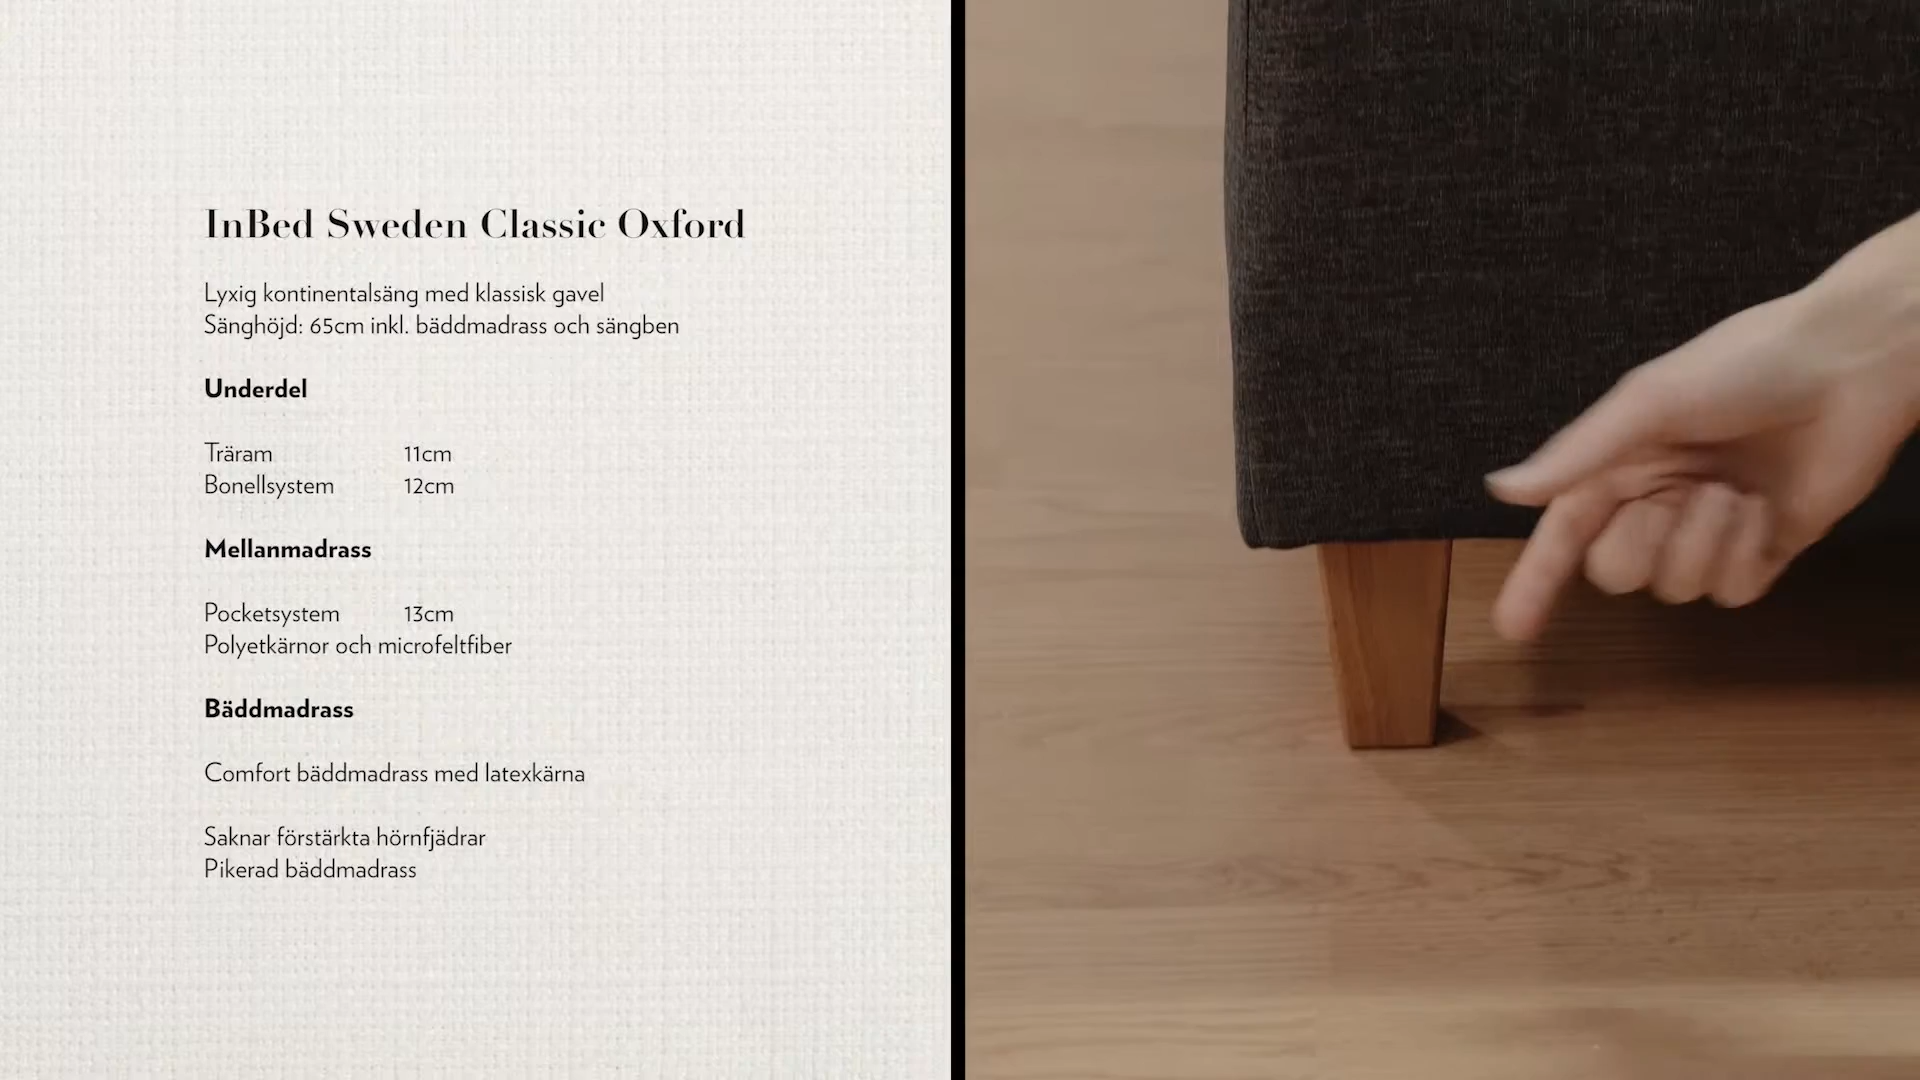 InBed Sweden Classic Oxford
Lyxig kontinentalsäng med klassisk gavel
Sänghöjd: 65cm inkl. bäddmadrass och sängben
Underdel
Träram 11cm
Bonellsystem 12cm
Mellanmadrass
Pocketsystem 13cm
Polyetkärnor och microfeltfiber
Bäddmadrass
Comfort bäddmadrass med latexkärna
Saknar förstärkta hörnfjädrar
Pikerad bäddmadrass